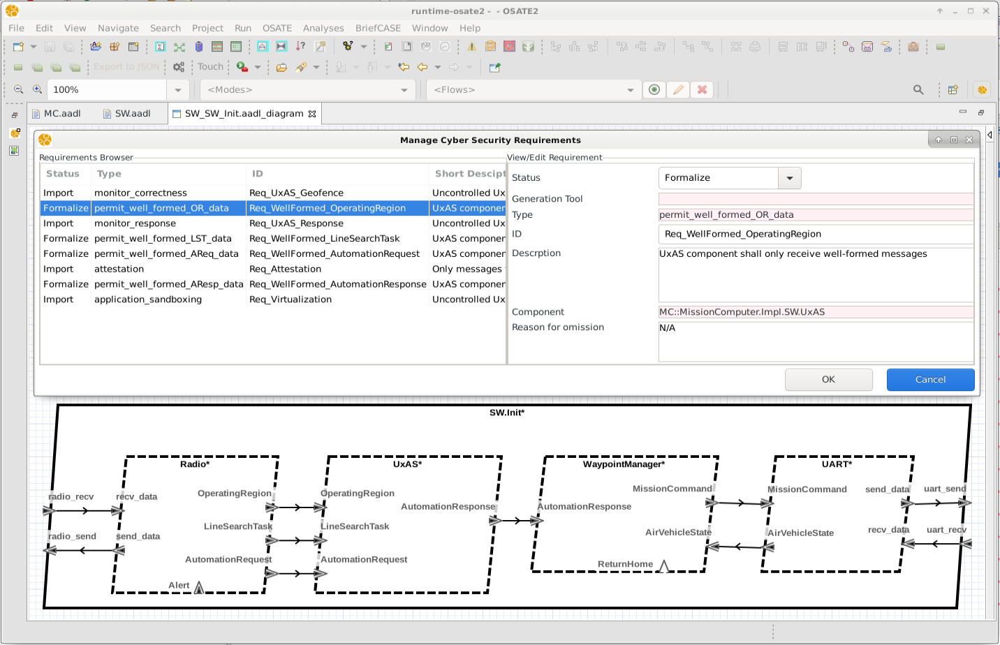 runtime-osate2 - - OSATE2
File Edit View Navigate Search Project Run OSATE Analyses BriefCASE Window Help
Export to JSON Touch
100% <Modes> <Flows>
MC.aadl SW.aadl SW_SW_Init.aadl_diagram
Manage Cyber Security Requirements
Requirements Browser
Status Type ID Short Descipt
Import monitor_correctness Req_UxAS_Geofence Uncontrolled Ux
Formalize permit_well_formed_OR_data Req_WellFormed_OperatingRegion UxAS componen
Import monitor_response Req_UxAS_Response Uncontrolled Ux
Formalize permit_well_formed_LST_data Req_WellFormed_LineSearchTask UxAS componen
Formalize permit_well_formed_AReq_data Req_WellFormed_AutomationRequest UxAS componen
Import attestation Req_Attestation Only messages
Formalize permit_well_formed_AResp_data Req_WellFormed_AutomationResponse UxAS componen
Import application_sandboxing Req_Virtualization Uncontrolled Ux
View/Edit Requirement
Status Formalize
Generation Tool
Type permit_well_formed_OR_data
ID Req_WellFormed_OperatingRegion
Descrption UxAS component shall only receive well-formed messages
Component MC::MissionComputer.Impl.SW.UxAS
Reason for omission N/A
OK Cancel
SW.Init*
Radio* UxAS* WaypointManager* UART*
radio_recv recv_data OperatingRegion OperatingRegion MissionCommand MissionCommand send_data uart_send
AutomationResponse AutomationResponse
LineSearchTask LineSearchTask
radio_send send_data AirVehicleState AirVehicleState recv_data uart_recv
AutomationRequest AutomationRequest
ReturnHome
Alert